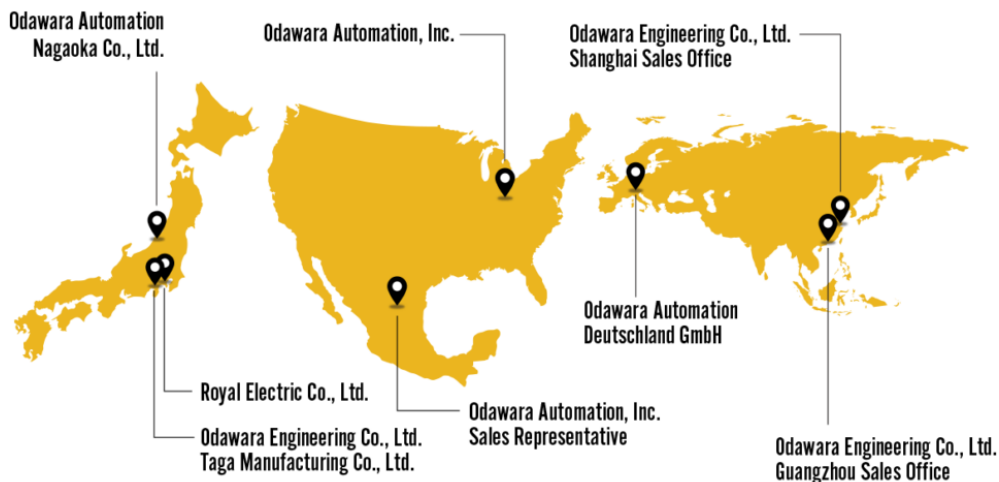 Odawara Automation
Nagaoka Co., Ltd.
Odawara Automation, Inc.
Odawara Engineering Co., Ltd.
Shanghai Sales Office
Odawara Automation
Deutschland GmbH
Royal Electric Co., Ltd.
Odawara Automation, Inc.
Sales Representative
Odawara Engineering Co., Ltd.
Taga Manufacturing Co., Ltd.
Odawara Engineering Co., Ltd.
Guangzhou Sales Office